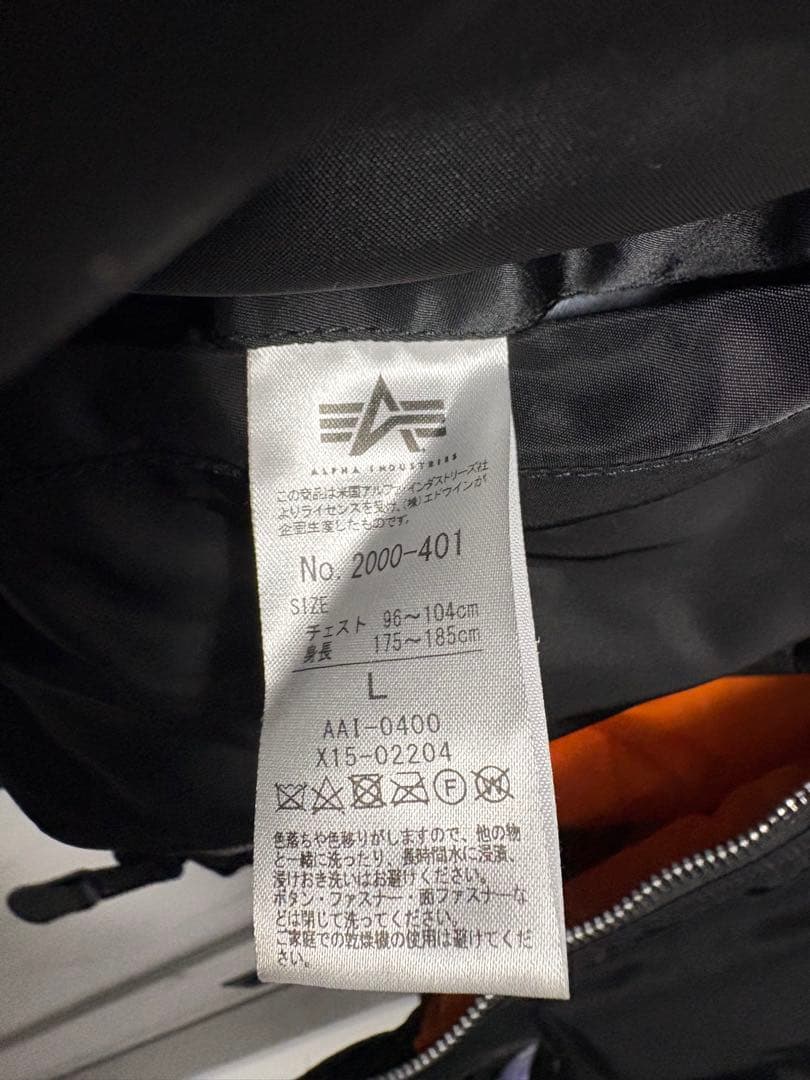 ALPHA INDUSTRIES
この商品は米国アルファ インダストリーズ社
よりライセンスを受け、(株)エドウインが
企画生産したものです。
No. 2000-401
SIZE
チェスト 96～104cm
身長 175～185cm
L
AAI-0400
X15-02204
F W
色落ちや色移りがしますので、他の物
と一緒に洗ったり、長時間水に浸漬、
浸けおき洗いはお避けください。
ボタン・ファスナー・面ファスナーな
どは閉じて洗ってください。
ご家庭での乾燥機の使用は避けてくだ
さい。